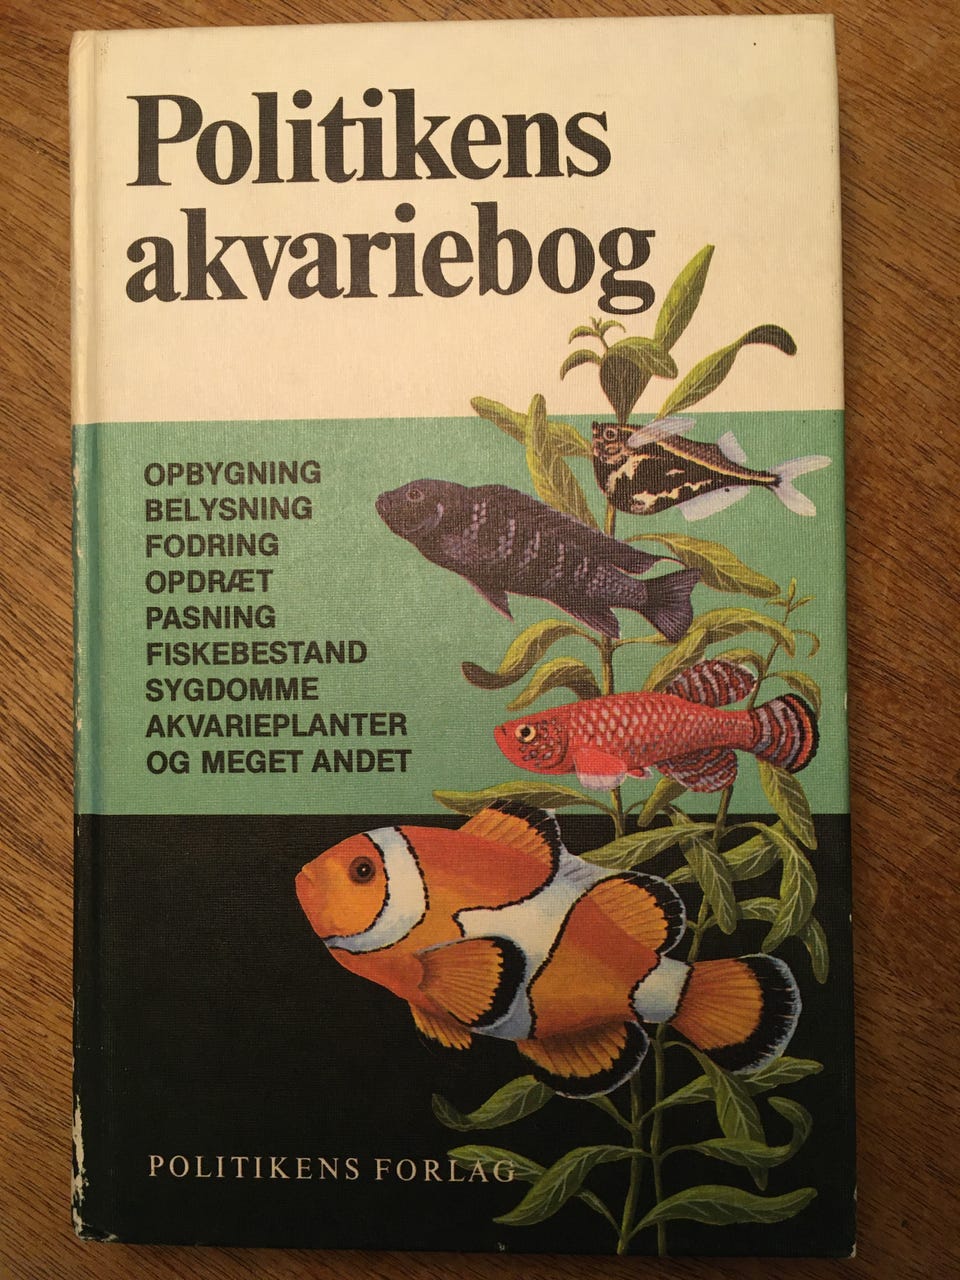 Politikens
akvariebog
OPBYGNING
BELYSNING
FODRING
OPDRÆT
PASNING
FISKEBESTAND
SYGDOMME
AKVARIEPLANTER
OG MEGET ANDET
POLITIKENS FORLAG